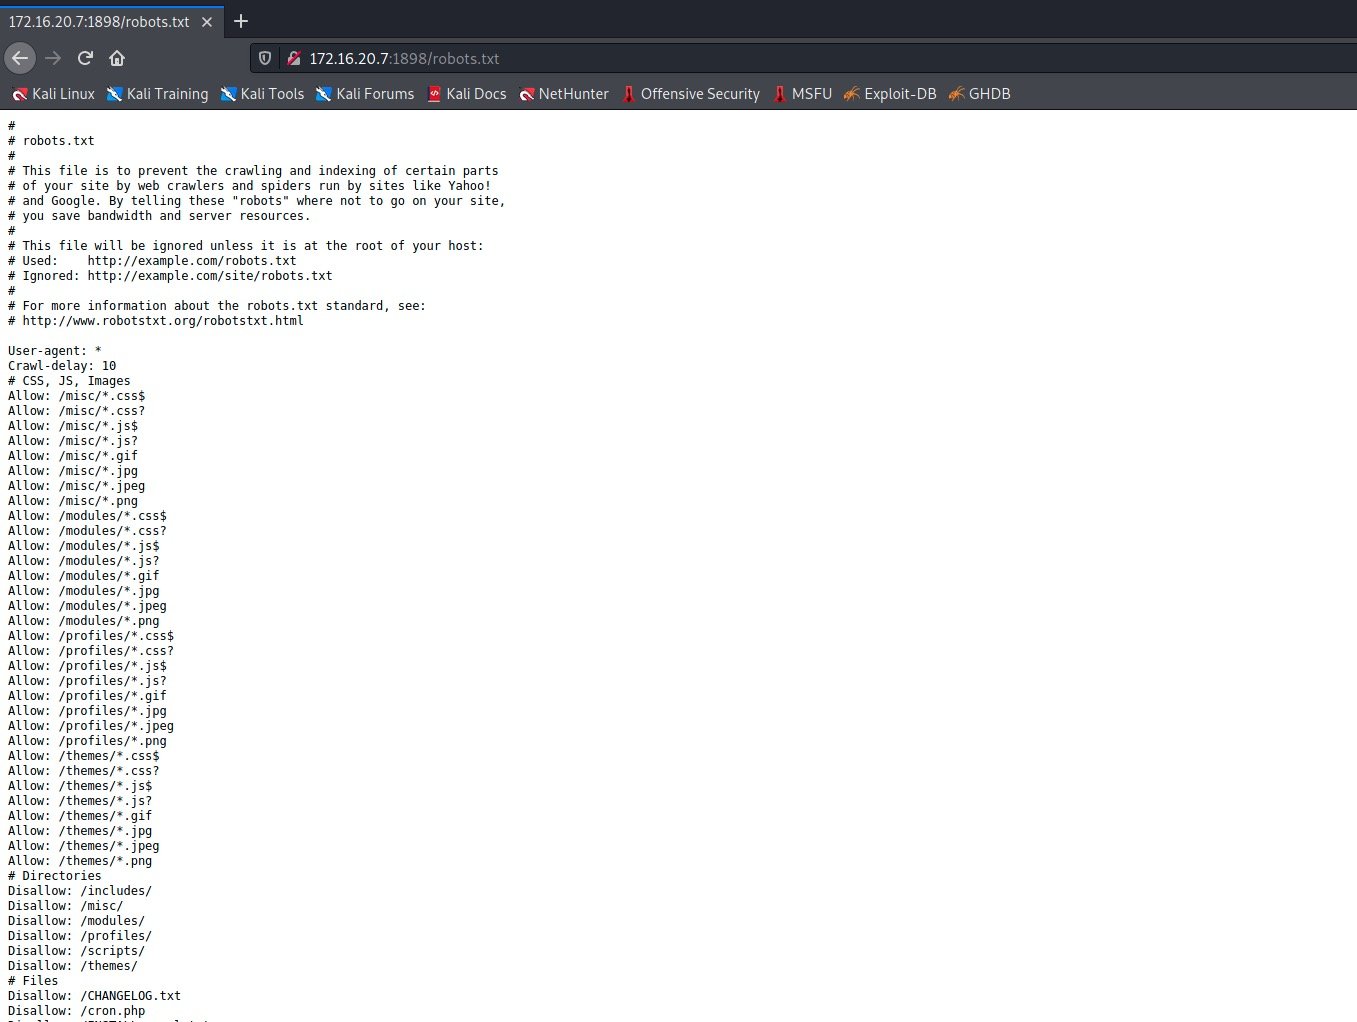 172.16.20.7:1898/robots.txt
172.16.20.7:1898/robots.txt
Kali Linux Kali Training Kali Tools Kali Forums Kali Docs NetHunter Offensive Security MSFU Exploit-DB GHDB
#
# robots.txt
#
# This file is to prevent the crawling and indexing of certain parts
# of your site by web crawlers and spiders run by sites like Yahoo!
# and Google. By telling these "robots" where not to go on your site,
# you save bandwidth and server resources.
#
# This file will be ignored unless it is at the root of your host:
# Used:    http://example.com/robots.txt
# Ignored: http://example.com/site/robots.txt
#
# For more information about the robots.txt standard, see:
# http://www.robotstxt.org/robotstxt.html
User-agent: *
Crawl-delay: 10
# CSS, JS, Images
Allow: /misc/*.css$
Allow: /misc/*.css?
Allow: /misc/*.js$
Allow: /misc/*.js?
Allow: /misc/*.gif
Allow: /misc/*.jpg
Allow: /misc/*.jpeg
Allow: /misc/*.png
Allow: /modules/*.css$
Allow: /modules/*.css?
Allow: /modules/*.js$
Allow: /modules/*.js?
Allow: /modules/*.gif
Allow: /modules/*.jpg
Allow: /modules/*.jpeg
Allow: /modules/*.png
Allow: /profiles/*.css$
Allow: /profiles/*.css?
Allow: /profiles/*.js$
Allow: /profiles/*.js?
Allow: /profiles/*.gif
Allow: /profiles/*.jpg
Allow: /profiles/*.jpeg
Allow: /profiles/*.png
Allow: /themes/*.css$
Allow: /themes/*.css?
Allow: /themes/*.js$
Allow: /themes/*.js?
Allow: /themes/*.gif
Allow: /themes/*.jpg
Allow: /themes/*.jpeg
Allow: /themes/*.png
# Directories
Disallow: /includes/
Disallow: /misc/
Disallow: /modules/
Disallow: /profiles/
Disallow: /scripts/
Disallow: /themes/
# Files
Disallow: /CHANGELOG.txt
Disallow: /cron.php